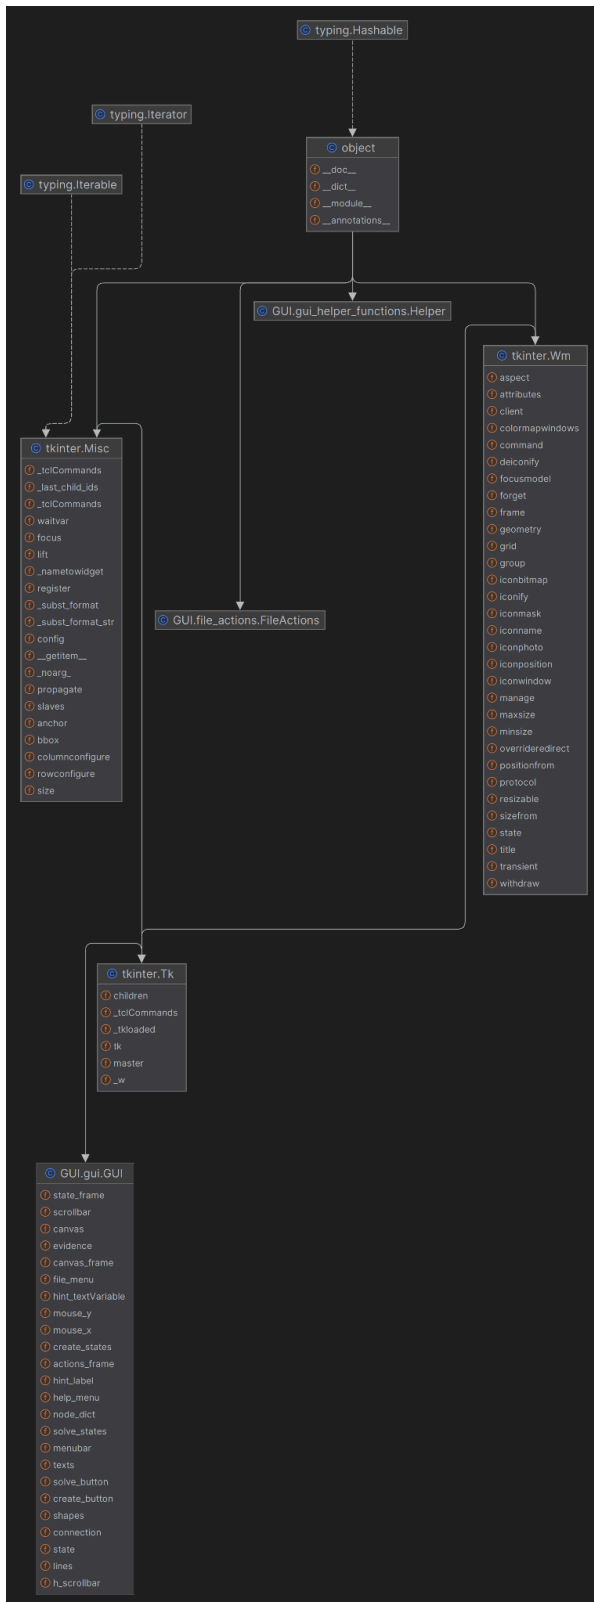 typing.Hashable
typing.Iterator
object
__doc__
__dict__
__module__
__annotations__
typing.Iterable
GUI.gui_helper_functions.Helper
tkinter.Wm
aspect
attributes
client
colormapwindows
command
deiconify
focusmodel
forget
frame
geometry
grid
group
iconbitmap
iconify
iconmask
iconname
iconphoto
iconposition
iconwindow
manage
maxsize
minsize
overrideredirect
positionfrom
protocol
resizable
sizefrom
state
title
transient
withdraw
tkinter.Misc
_tclCommands
_last_child_ids
_tclCommands
waitvar
focus
lift
_nametowidget
register
_subst_format
_subst_format_str
config
__getitem__
_noarg_
propagate
slaves
anchor
bbox
columnconfigure
rowconfigure
size
GUI.file_actions.FileActions
tkinter.Tk
children
_tclCommands
_tkloaded
tk
master
_w
GUI.gui.GUI
state_frame
scrollbar
canvas
evidence
canvas_frame
file_menu
hint_textVariable
mouse_y
mouse_x
create_states
actions_frame
hint_label
help_menu
node_dict
solve_states
menubar
texts
solve_button
create_button
shapes
connection
state
lines
h_scrollbar